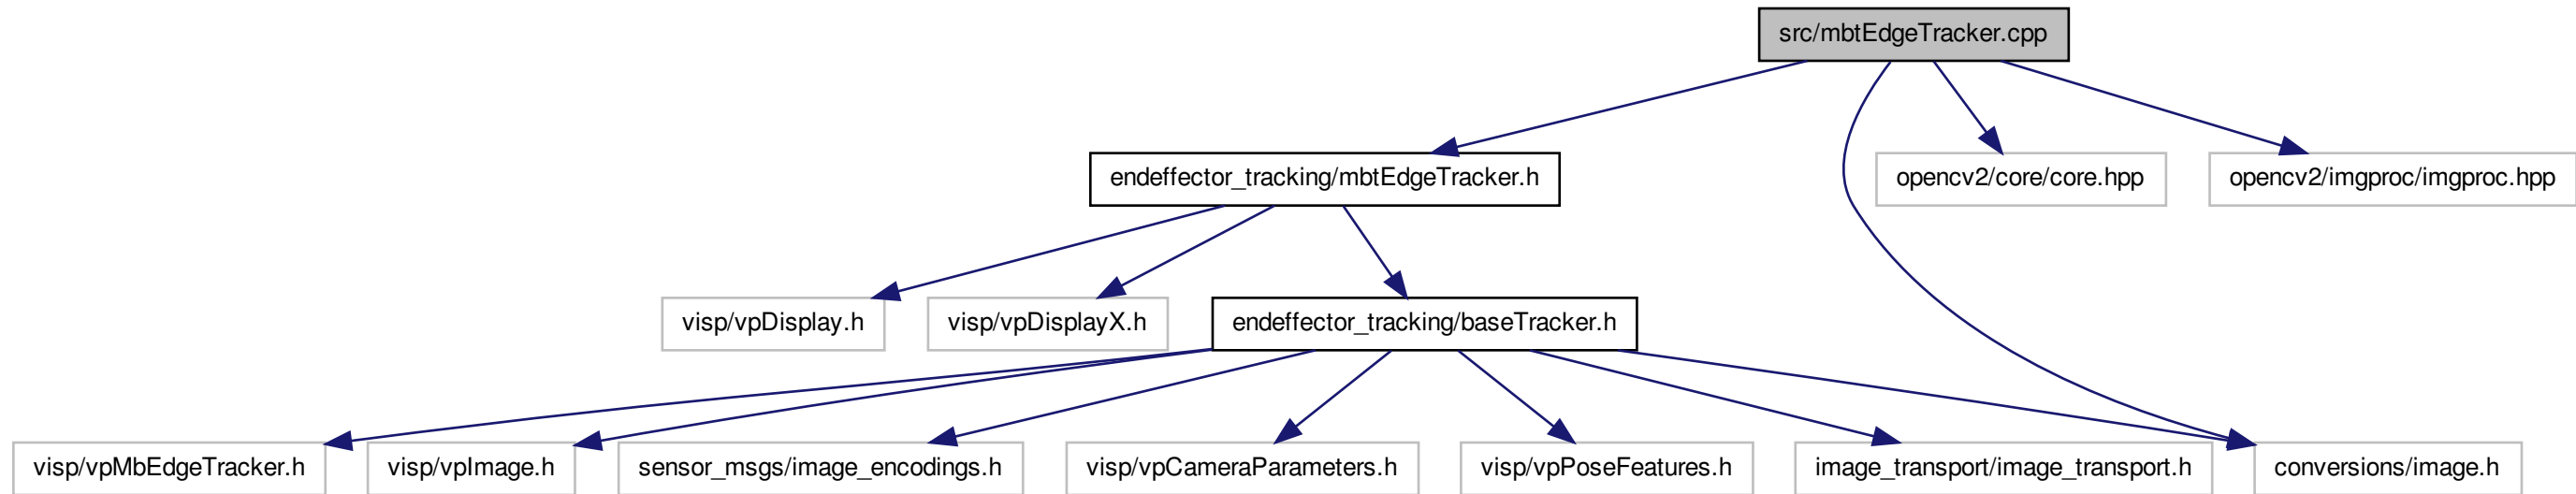 src/mbtEdgeTracker.cpp
endeffector_tracking/mbtEdgeTracker.h
opencv2/core/core.hpp
opencv2/imgproc/imgproc.hpp
visp/vpDisplay.h
visp/vpDisplayX.h
endeffector_tracking/baseTracker.h
visp/vpMbEdgeTracker.h
visp/vpImage.h
sensor_msgs/image_encodings.h
visp/vpCameraParameters.h
visp/vpPoseFeatures.h
image_transport/image_transport.h
conversions/image.h